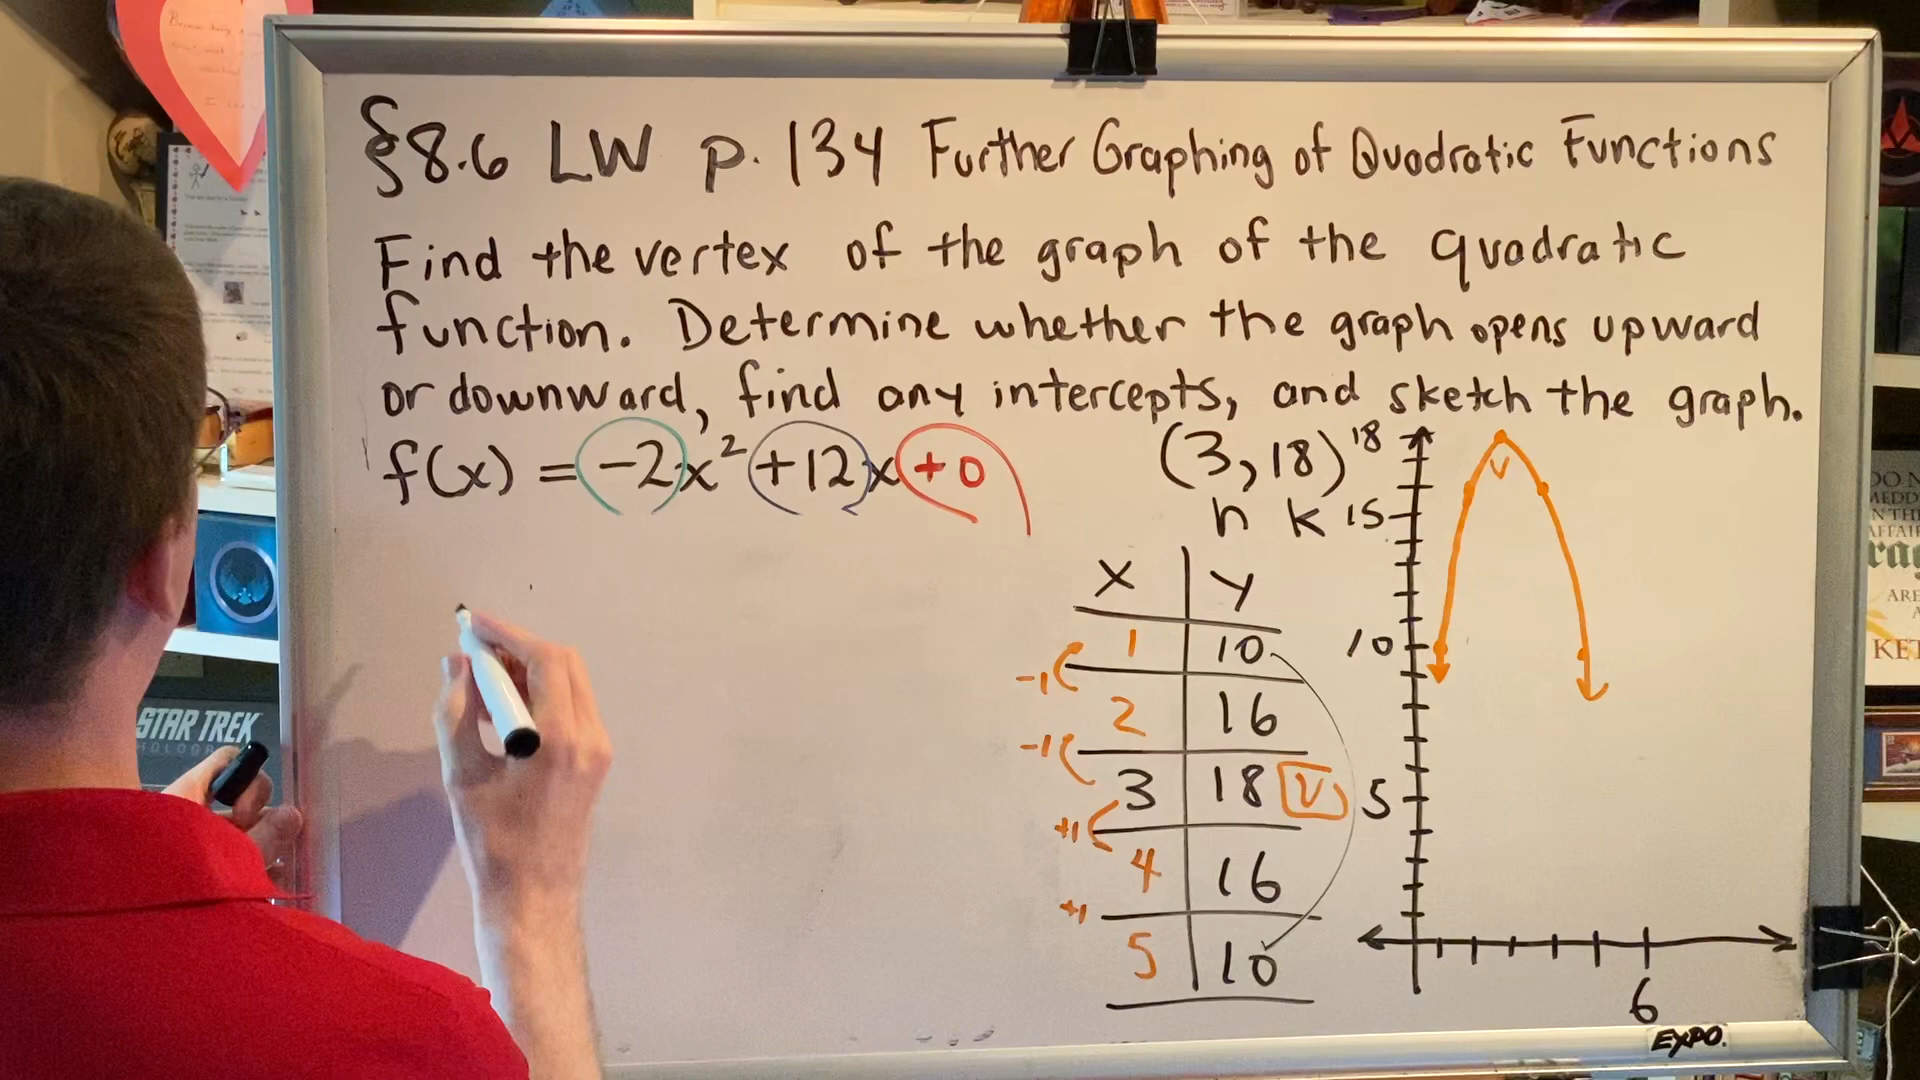 §8.6 LW p. 134 Further Graphing of Quadratic Functions
Find the vertex of the graph of the quadratic
function. Determine whether the graph opens upward
or downward, find any intercepts, and sketch the graph.
f(x) = -2x² +12x +0
(3,18)
h k
x y
1 10
-1
2 16
-1
3 18 V
+1
4 16
+1
5 10
18
15
10
5
6
V
EXPO.
STAR TREK